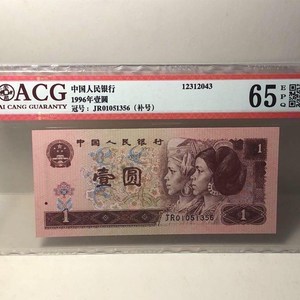 ACG
AI CANG GUARANTY
中国人民银行
1996年壹圆
冠号：JR01051356（补号）
12312043
65 EPQ
中国人民银行
1
壹圆
1
JR01051356